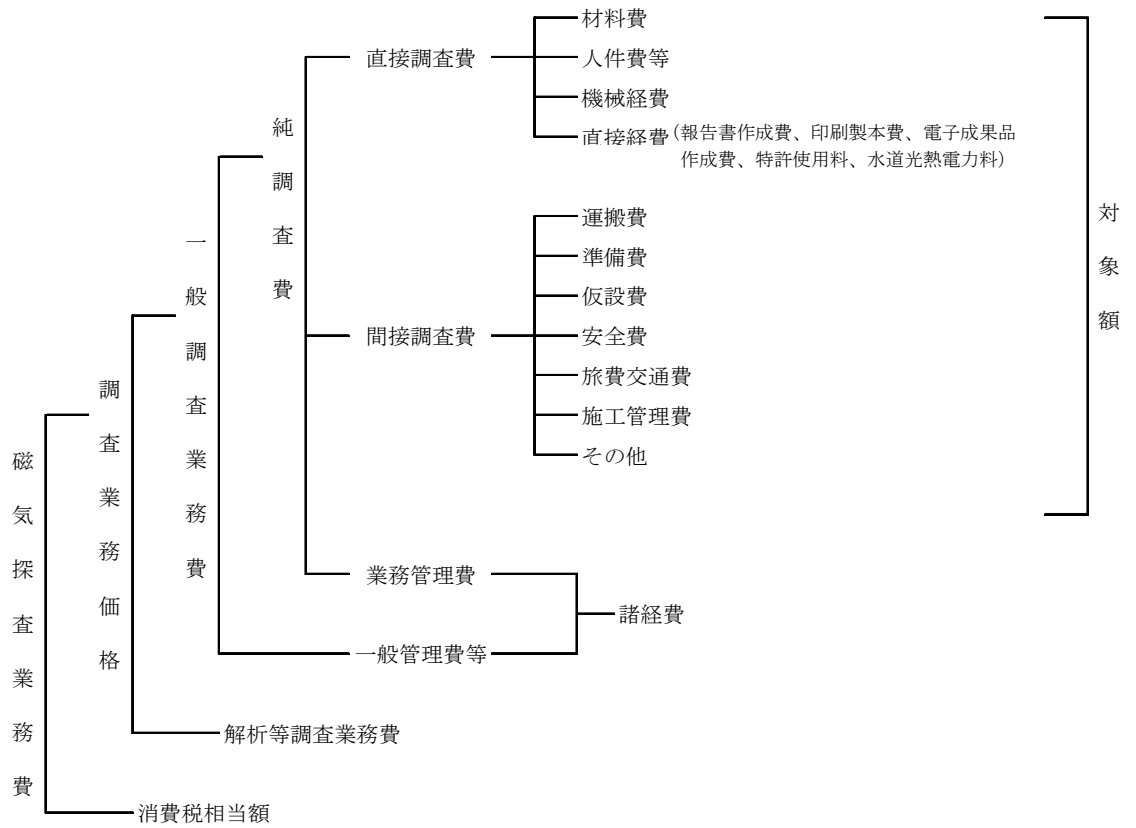 材料費
直接調査費
人件費等
機械経費
直接経費(報告書作成費、印刷製本費、電子成果品
作成費、特許使用料、水道光熱電力料)
純調査費
運搬費
準備費
仮設費
間接調査費
安全費
旅費交通費
施工管理費
その他
対象額
一般調査業務費
業務管理費
諸経費
一般管理費等
調査業務価格
解析等調査業務費
磁気探査業務費
消費税相当額